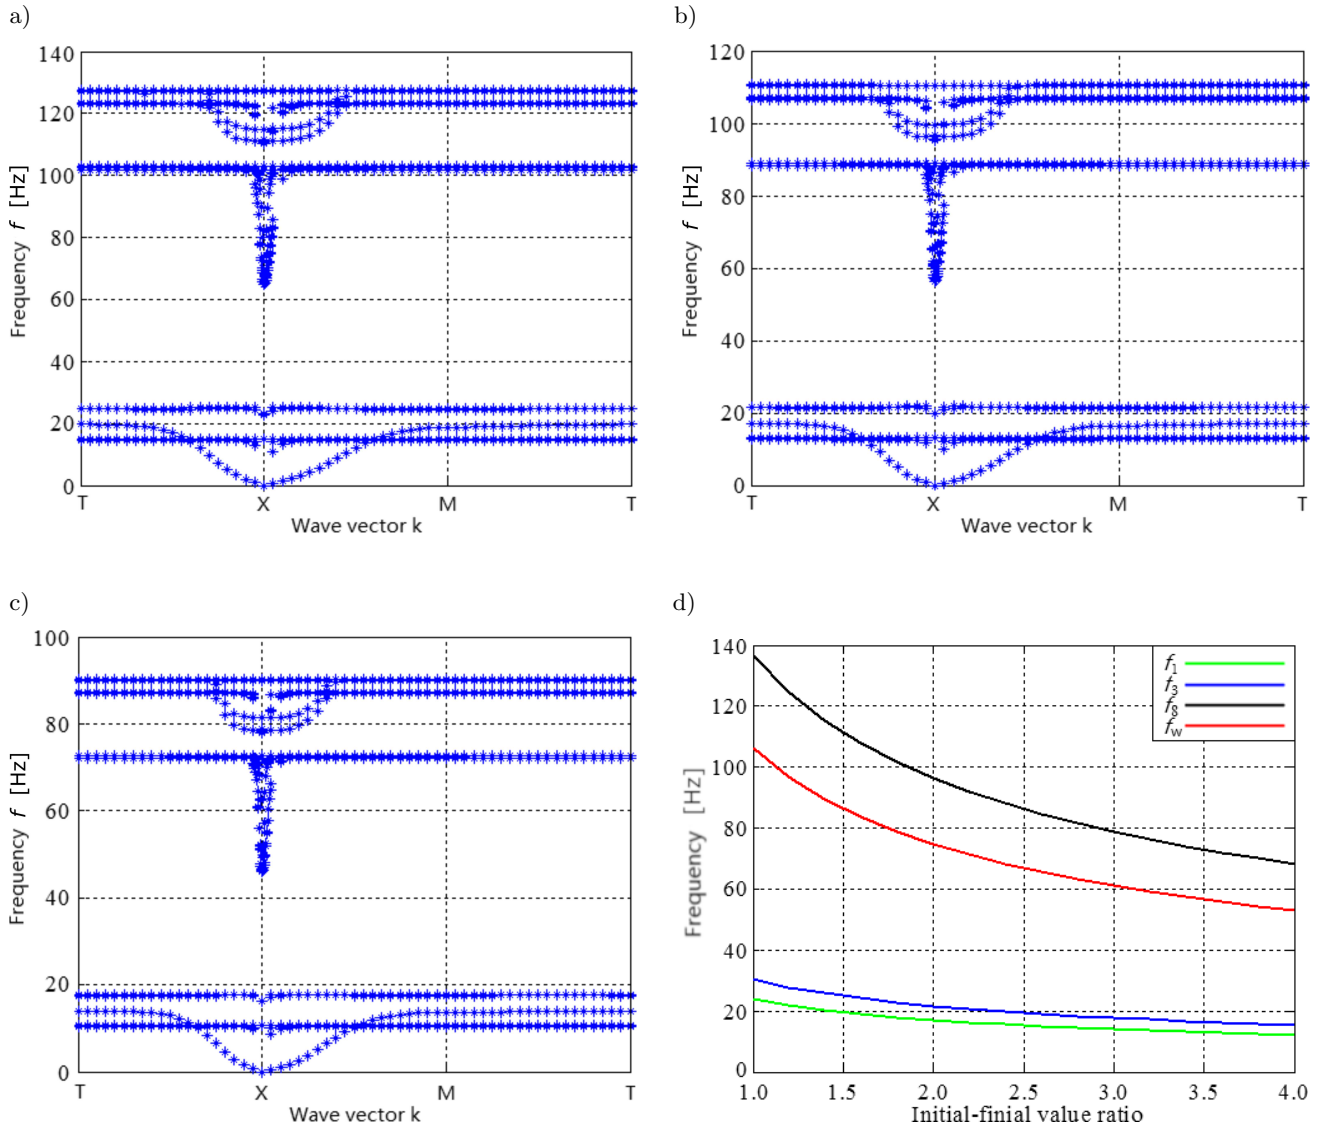 a)
140
120
100
80
60
40
20
0
Frequency f [Hz]
T X M T
Wave vector k
b)
120
100
80
60
40
20
0
Frequency f [Hz]
T X M T
Wave vector k
c)
100
80
60
40
20
0
Frequency f [Hz]
T X M T
Wave vector k
d)
140
120
100
80
60
40
20
0
Frequency [Hz]
f1
f3
f8
fw
1.0 1.5 2.0 2.5 3.0 3.5 4.0
Initial-finial value ratio